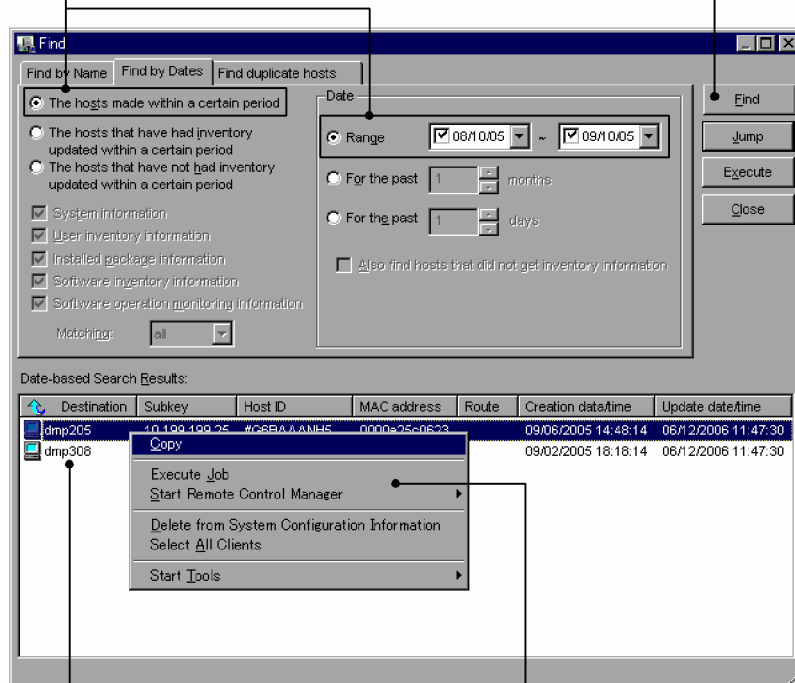 Find
Find by Name Find by Dates Find duplicate hosts
The hosts made within a certain period
The hosts that have had inventory
updated within a certain period
The hosts that have not had inventory
updated within a certain period
System information
User inventory information
Installed package information
Software inventory information
Software operation monitoring information
Matching: all
Date
Range 08/10/05 ~ 09/10/05
For the past 1 months
For the past 1 days
Also find hosts that did not get inventory information
Find
Jump
Execute
Close
Date-based Search Results:
Destination Subkey Host ID MAC address Route Creation data/time Update date/time
dmp205 10.199.199.25 #G6BAAANH5 0000e25c0623 09/06/2005 14:48:14 06/12/2006 11:47:30
dmp308 09/02/2005 18:18:14 06/12/2006 11:47:30
Copy
Execute Job
Start Remote Control Manager
Delete from System Configuration Information
Select All Clients
Start Tools